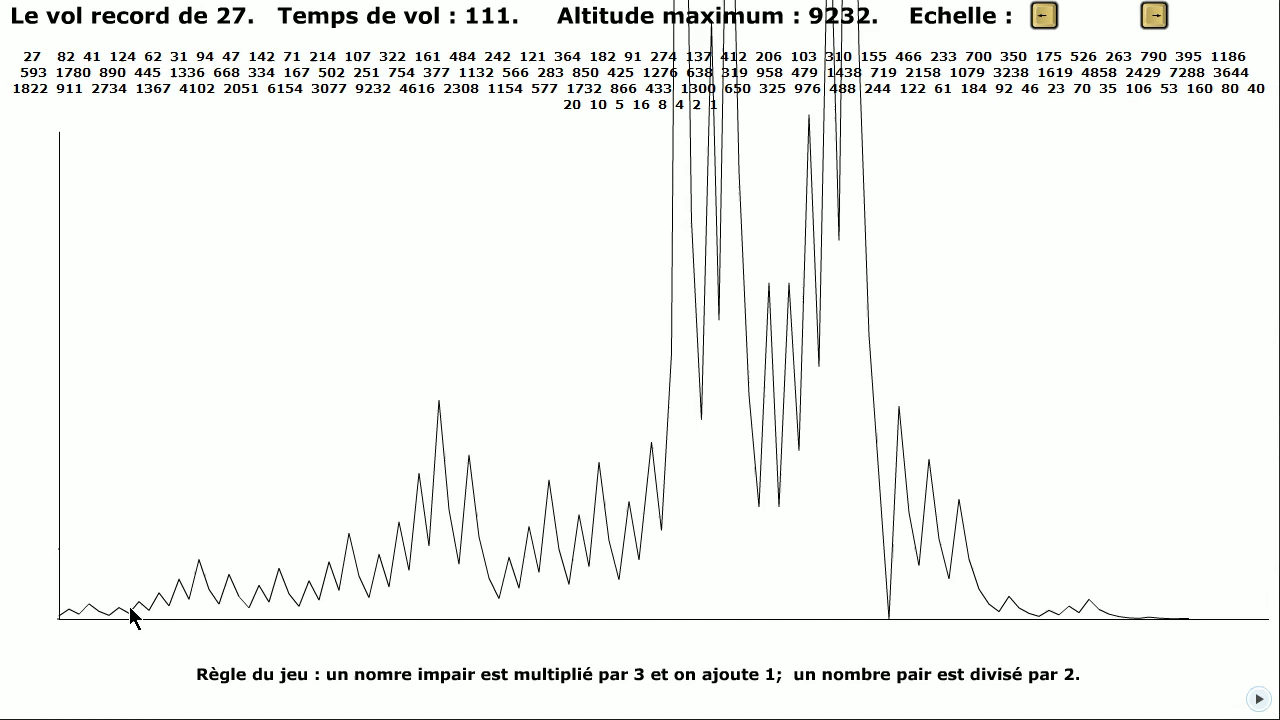 Le vol record de 27. Temps de vol : 111. Altitude maximum : 9232. Echelle : ← →
27 82 41 124 62 31 94 47 142 71 214 107 322 161 484 242 121 364 182 91 274 137 412 206 103 310 155 466 233 700 350 175 526 263 790 395 1186
593 1780 890 445 1336 668 334 167 502 251 754 377 1132 566 283 850 425 1276 638 319 958 479 1438 719 2158 1079 3238 1619 4858 2429 7288 3644
1822 911 2734 1367 4102 2051 6154 3077 9232 4616 2308 1154 577 1732 866 433 1300 650 325 976 488 244 122 61 184 92 46 23 70 35 106 53 160 80 40
20 10 5 16 8 4 2 1
Règle du jeu : un nomre impair est multiplié par 3 et on ajoute 1; un nombre pair est divisé par 2.